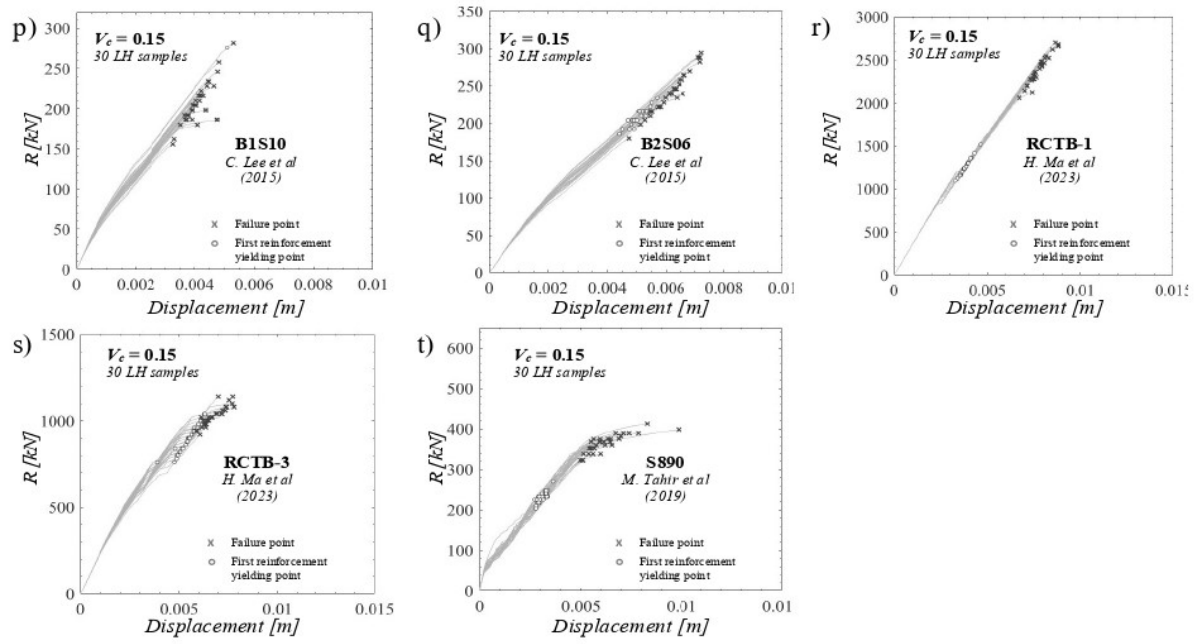 p)
R [kN]
300
250
200
150
100
50
0
V_c = 0.15
30 LH samples
B1S10
C. Lee et al
(2015)
Failure point
First reinforcement
yielding point
0 0.002 0.004 0.006 0.008 0.01
Displacement [m]
q)
R [kN]
350
300
250
200
150
100
50
0
V_c = 0.15
30 LH samples
B2S06
C. Lee et al
(2015)
Failure point
First reinforcement
yielding point
0 0.002 0.004 0.006 0.008 0.01
Displacement [m]
r)
R [kN]
3000
2500
2000
1500
1000
500
0
V_c = 0.15
30 LH samples
RCTB-1
H. Ma et al
(2023)
Failure point
First reinforcement
yielding point
0 0.005 0.01 0.015
Displacement [m]
s)
R [kN]
1500
1000
500
0
V_c = 0.15
30 LH samples
RCTB-3
H. Ma et al
(2023)
Failure point
First reinforcement
yielding point
0 0.005 0.01 0.015
Displacement [m]
t)
R [kN]
600
500
400
300
200
100
0
V_c = 0.15
30 LH samples
S890
M. Tahir et al
(2019)
Failure point
First reinforcement
yielding point
0 0.005 0.01 0.01
Displacement [m]